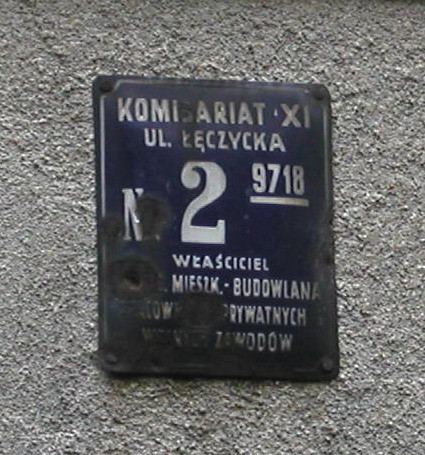 KOMISARIAT XI
UL. ŁĘCZYCKA
N 2 9718
WŁAŚCICIEL
MIESZK.-BUDOWLANA
PRYWATNYCH
ZAWODÓW